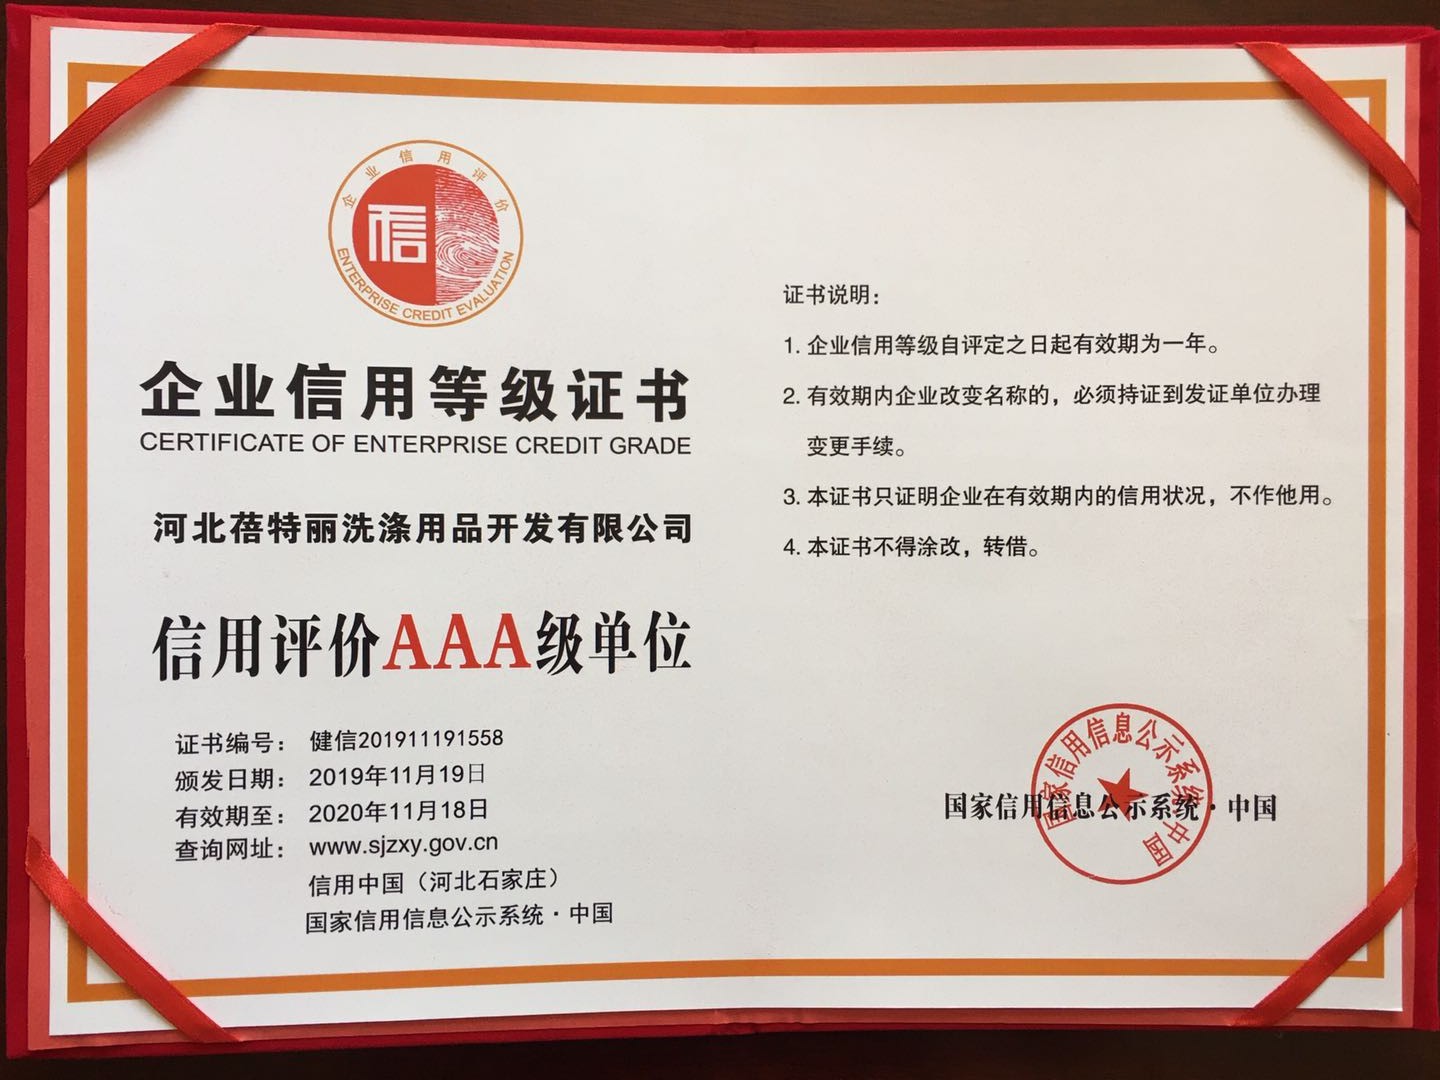 企业信用评价
ENTERPRISE CREDIT EVALUATION
信
企业信用等级证书
CERTIFICATE OF ENTERPRISE CREDIT GRADE
河北蓓特丽洗涤用品开发有限公司
信用评价AAA级单位
证书编号： 健信201911191558
颁发日期： 2019年11月19日
有效期至： 2020年11月18日
查询网址： www.sjzxy.gov.cn
信用中国（河北石家庄）
国家信用信息公示系统·中国
证书说明：
1. 企业信用等级自评定之日起有效期为一年。
2. 有效期内企业改变名称的，必须持证到发证单位办理
变更手续。
3. 本证书只证明企业在有效期内的信用状况，不作他用。
4. 本证书不得涂改，转借。
国家信用信息公示系统·中国
国家信用信息公示系统·中国